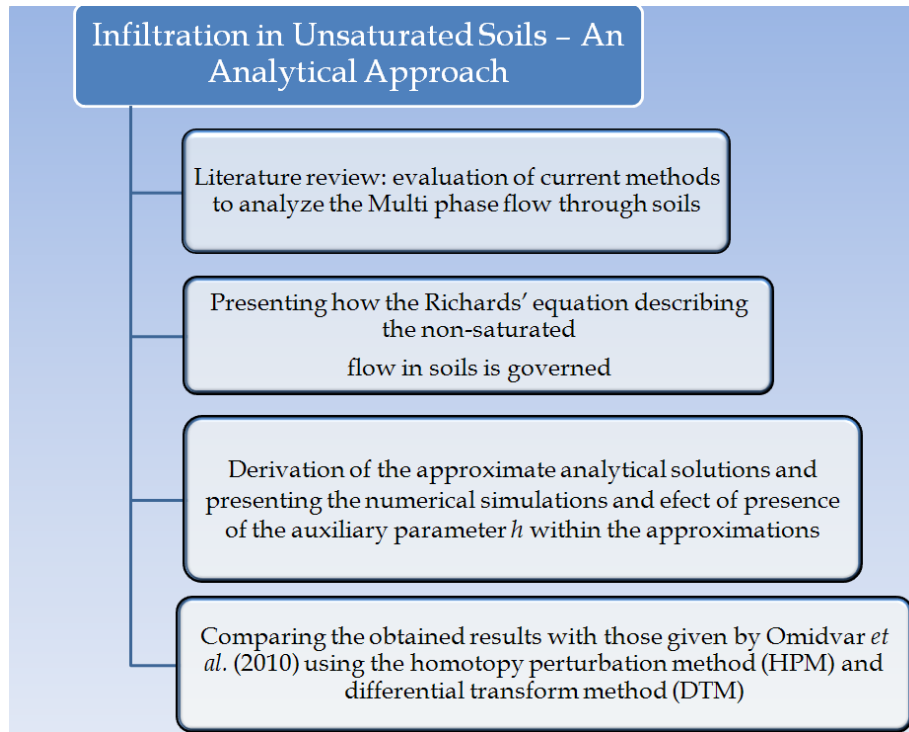 Infiltration in Unsaturated Soils – An
Analytical Approach
Literature review: evaluation of current methods
to analyze the Multi phase flow through soils
Presenting how the Richards’ equation describing
the non-saturated
flow in soils is governed
Derivation of the approximate analytical solutions and
presenting the numerical simulations and efect of presence
of the auxiliary parameter h within the approximations
Comparing the obtained results with those given by Omidvar et
al. (2010) using the homotopy perturbation method (HPM) and
differential transform method (DTM)